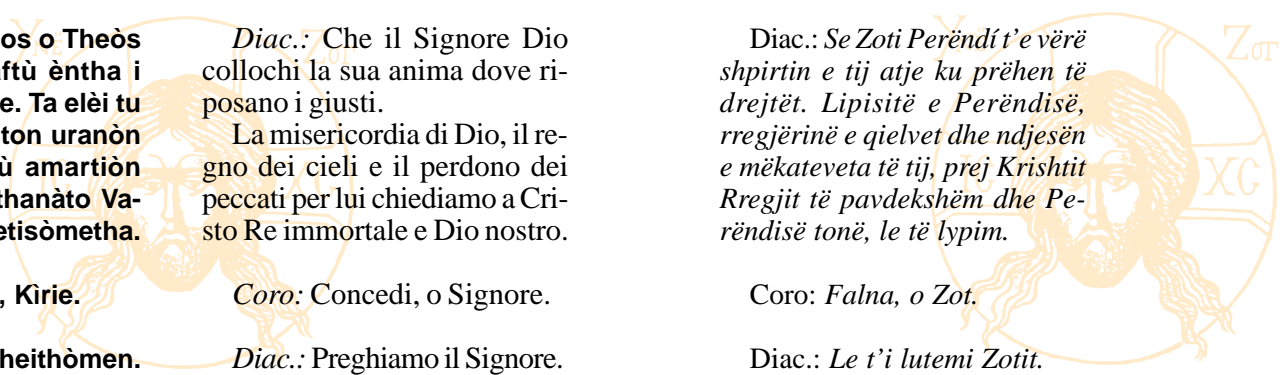 os o Theòs
ftù èntha i
e. Ta elèi tu
ton uranòn
ù amartiòn
thanàto Va-
etisòmetha.
, Kìrie.
heithòmen.
Diac.: Che il Signore Dio
collochi la sua anima dove ri-
posano i giusti.
La misericordia di Dio, il re-
gno dei cieli e il perdono dei
peccati per lui chiediamo a Cri-
sto Re immortale e Dio nostro.
Coro: Concedi, o Signore.
Diac.: Preghiamo il Signore.
Diac.: Se Zoti Perëndí t'e vërë
shpirtin e tij atje ku prëhen të
drejtët. Lipisitë e Perëndisë,
rregjërinë e qielvet dhe ndjesën
e mëkateveta të tij, prej Krishtit
Rregjit të pavdekshëm dhe Pe-
rëndisë tonë, le të lypim.
Coro: Falna, o Zot.
Diac.: Le t'i lutemi Zotit.